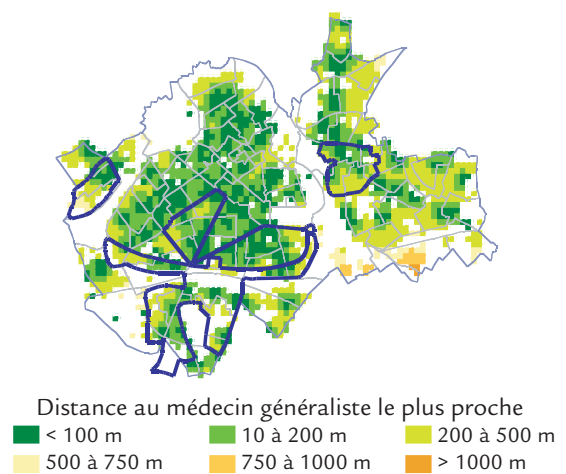 Distance au médecin généraliste le plus proche
< 100 m 10 à 200 m 200 à 500 m
500 à 750 m 750 à 1000 m > 1000 m